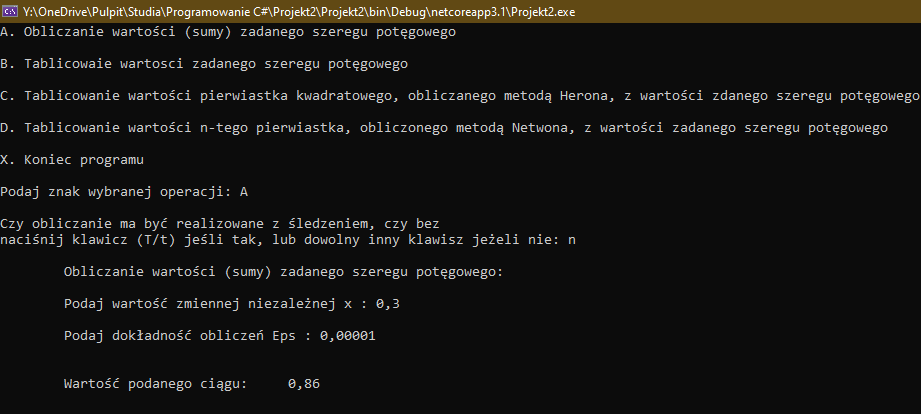 Y:\OneDrive\Pulpit\Studia\Programowanie C#\Projekt2\Projekt2\bin\Debug\netcoreapp3.1\Projekt2.exe
A. Obliczanie wartości (sumy) zadanego szeregu potęgowego
B. Tablicowaie wartosci zadanego szeregu potęgowego
C. Tablicowanie wartości pierwiastka kwadratowego, obliczanego metodą Herona, z wartości zdanego szeregu potęgowego
D. Tablicowanie wartości n-tego pierwiastka, obliczonego metodą Netwona, z wartości zadanego szeregu potęgowego
X. Koniec programu
Podaj znak wybranej operacji: A
Czy obliczanie ma być realizowane z śledzeniem, czy bez
naciśnij klawicz (T/t) jeśli tak, lub dowolny inny klawisz jeżeli nie: n
Obliczanie wartości (sumy) zadanego szeregu potęgowego:
Podaj wartość zmiennej niezależnej x : 0,3
Podaj dokładność obliczeń Eps : 0,00001
Wartość podanego ciągu: 0,86